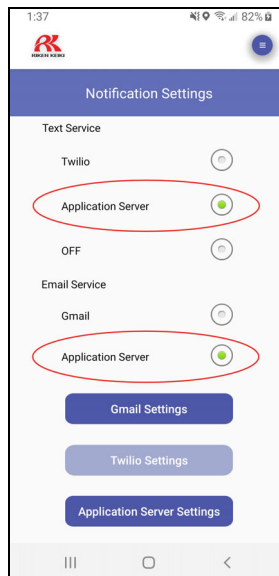 1:37
82%
RK
RIKEN KEIKI
Notification Settings
Text Service
Twilio
Application Server
OFF
Email Service
Gmail
Application Server
Gmail Settings
Twilio Settings
Application Server Settings